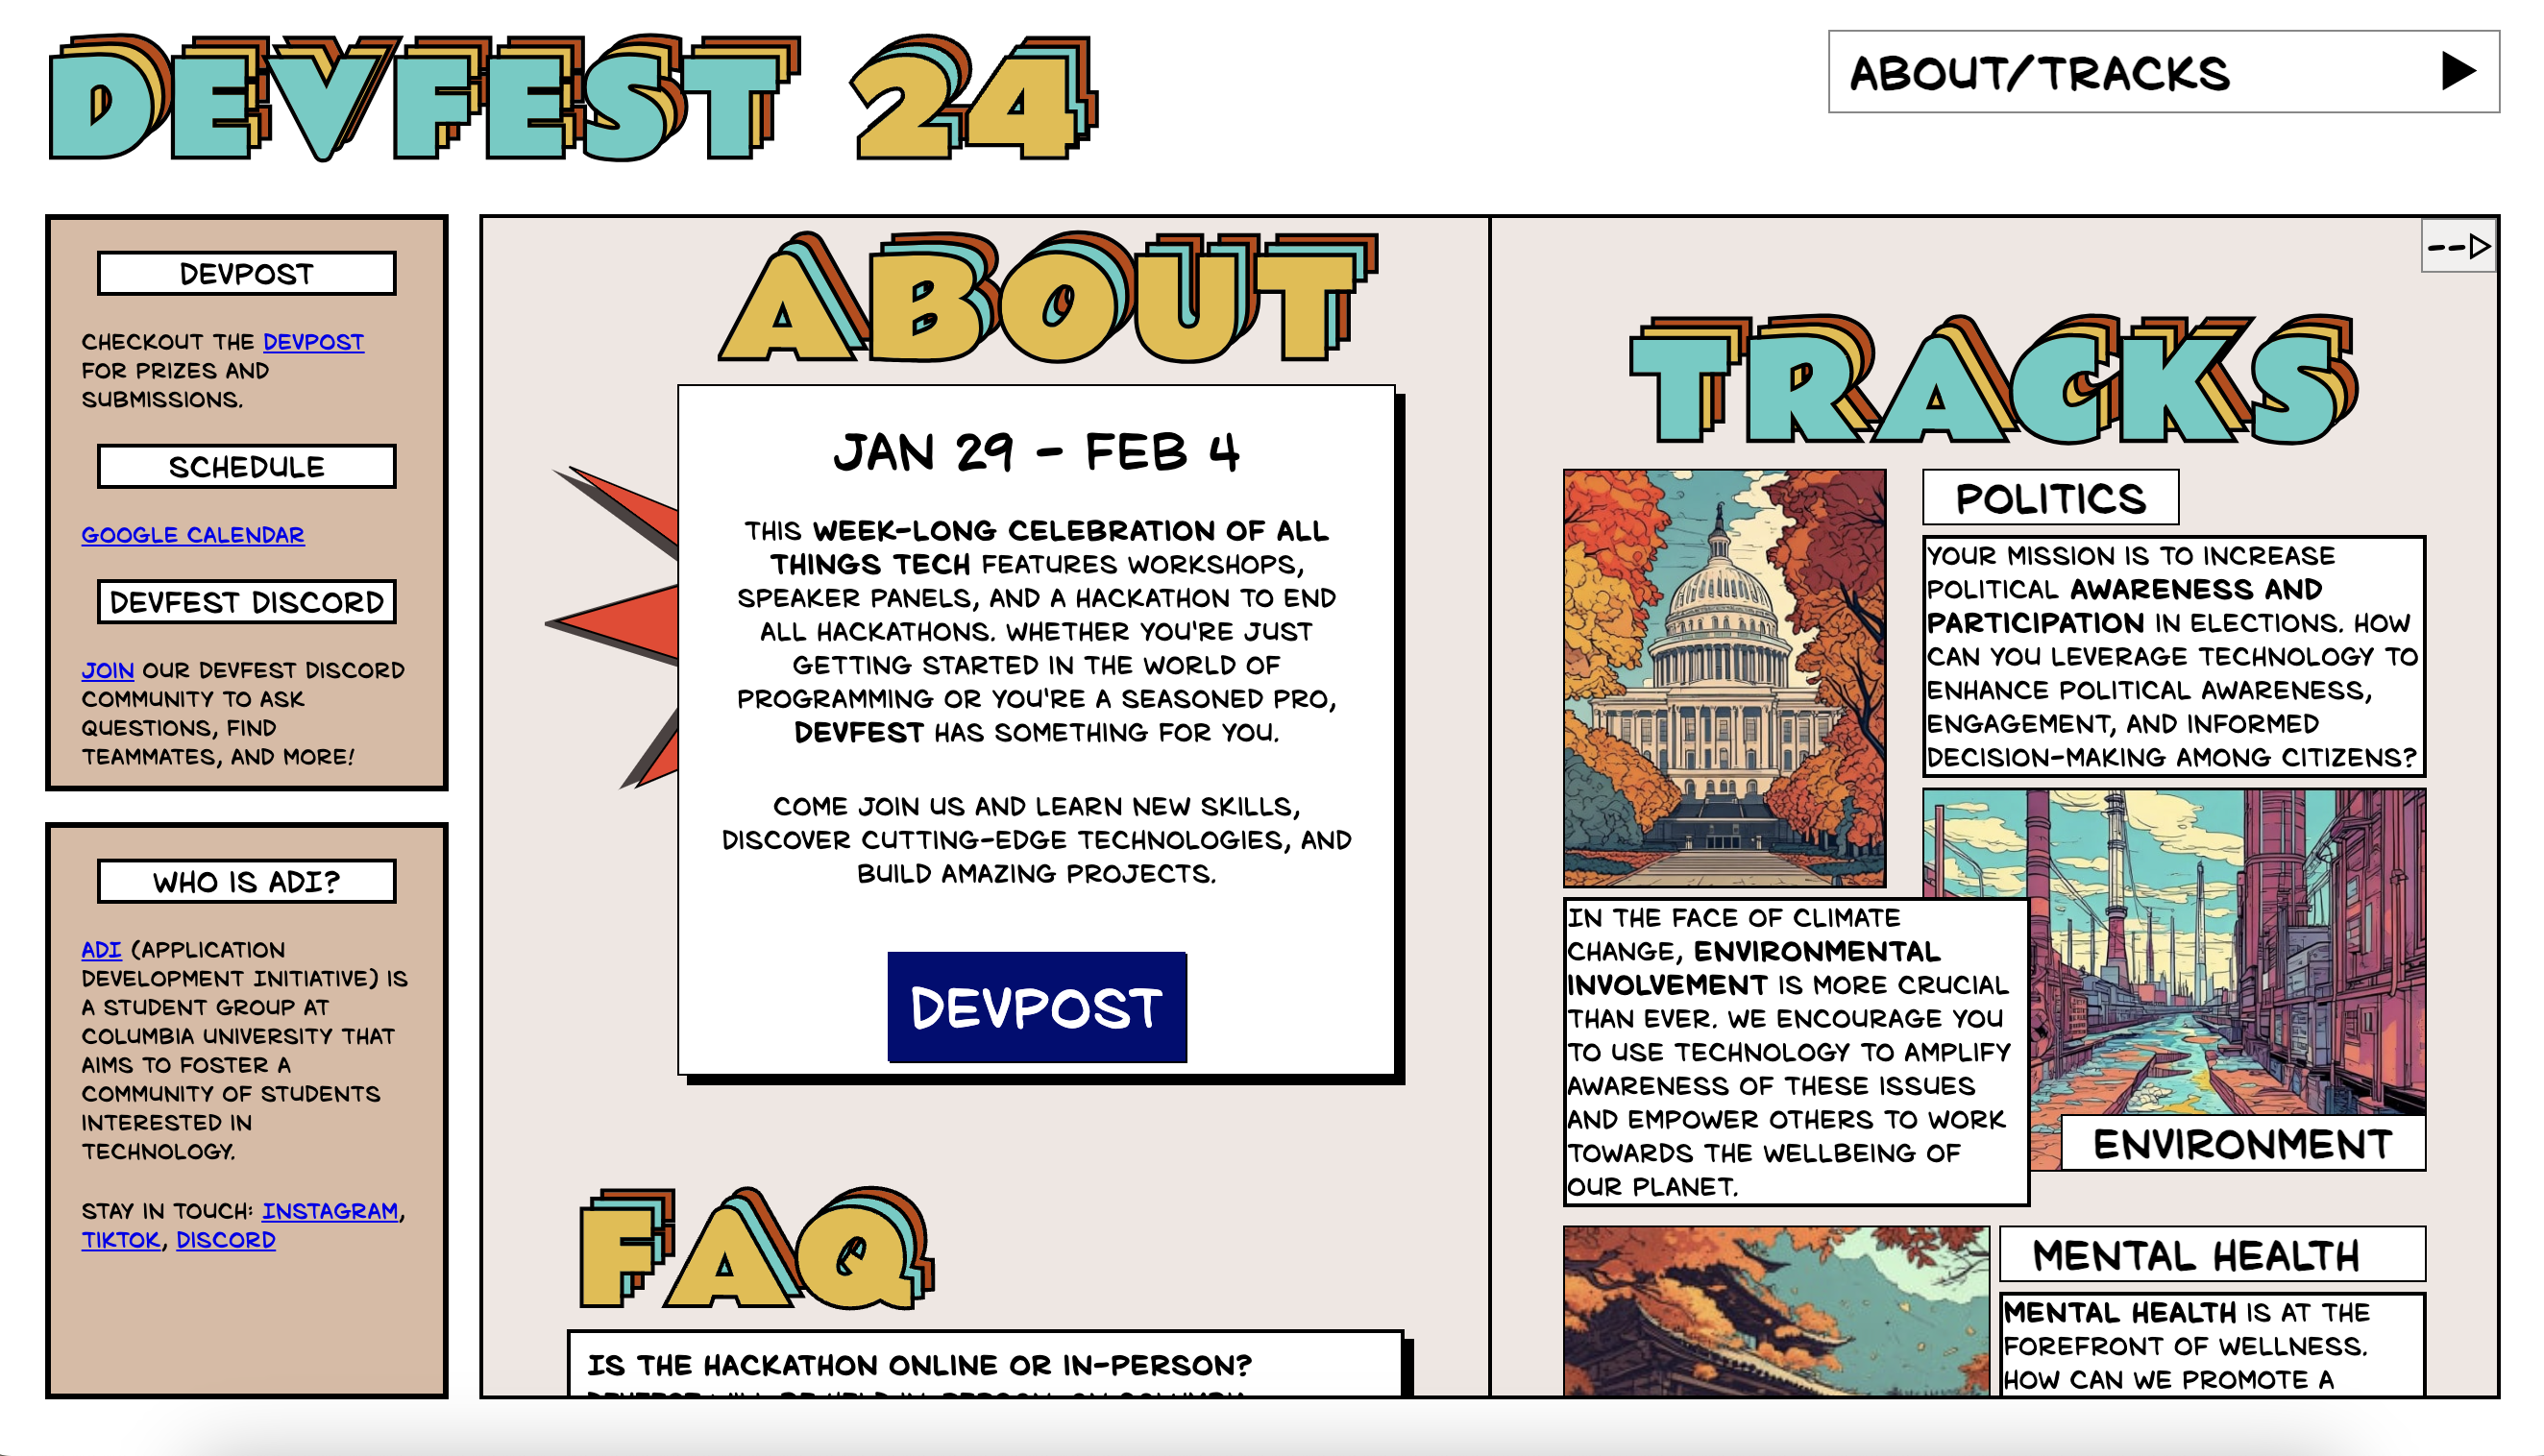 DEVFEST 24
ABOUT/TRACKS
DEVPOST
CHECKOUT THE DEVPOST
FOR PRIZES AND
SUBMISSIONS.
SCHEDULE
GOOGLE CALENDAR
DEVFEST DISCORD
JOIN OUR DEVFEST DISCORD
COMMUNITY TO ASK
QUESTIONS, FIND
TEAMMATES, AND MORE!
WHO IS ADI?
ADI (APPLICATION
DEVELOPMENT INITIATIVE) IS
A STUDENT GROUP AT
COLUMBIA UNIVERSITY THAT
AIMS TO FOSTER A
COMMUNITY OF STUDENTS
INTERESTED IN
TECHNOLOGY.
STAY IN TOUCH: INSTAGRAM,
TIKTOK, DISCORD
ABOUT
JAN 29 - FEB 4
THIS WEEK-LONG CELEBRATION OF ALL
THINGS TECH FEATURES WORKSHOPS,
SPEAKER PANELS, AND A HACKATHON TO END
ALL HACKATHONS. WHETHER YOU'RE JUST
GETTING STARTED IN THE WORLD OF
PROGRAMMING OR YOU'RE A SEASONED PRO,
DEVFEST HAS SOMETHING FOR YOU.
COME JOIN US AND LEARN NEW SKILLS,
DISCOVER CUTTING-EDGE TECHNOLOGIES, AND
BUILD AMAZING PROJECTS.
DEVPOST
FAQ
IS THE HACKATHON ONLINE OR IN-PERSON?
TRACKS
POLITICS
YOUR MISSION IS TO INCREASE
POLITICAL AWARENESS AND
PARTICIPATION IN ELECTIONS. HOW
CAN YOU LEVERAGE TECHNOLOGY TO
ENHANCE POLITICAL AWARENESS,
ENGAGEMENT, AND INFORMED
DECISION-MAKING AMONG CITIZENS?
IN THE FACE OF CLIMATE
CHANGE, ENVIRONMENTAL
INVOLVEMENT IS MORE CRUCIAL
THAN EVER. WE ENCOURAGE YOU
TO USE TECHNOLOGY TO AMPLIFY
AWARENESS OF THESE ISSUES
AND EMPOWER OTHERS TO WORK
TOWARDS THE WELLBEING OF
OUR PLANET.
ENVIRONMENT
MENTAL HEALTH
MENTAL HEALTH IS AT THE
FOREFRONT OF WELLNESS.
HOW CAN WE PROMOTE A